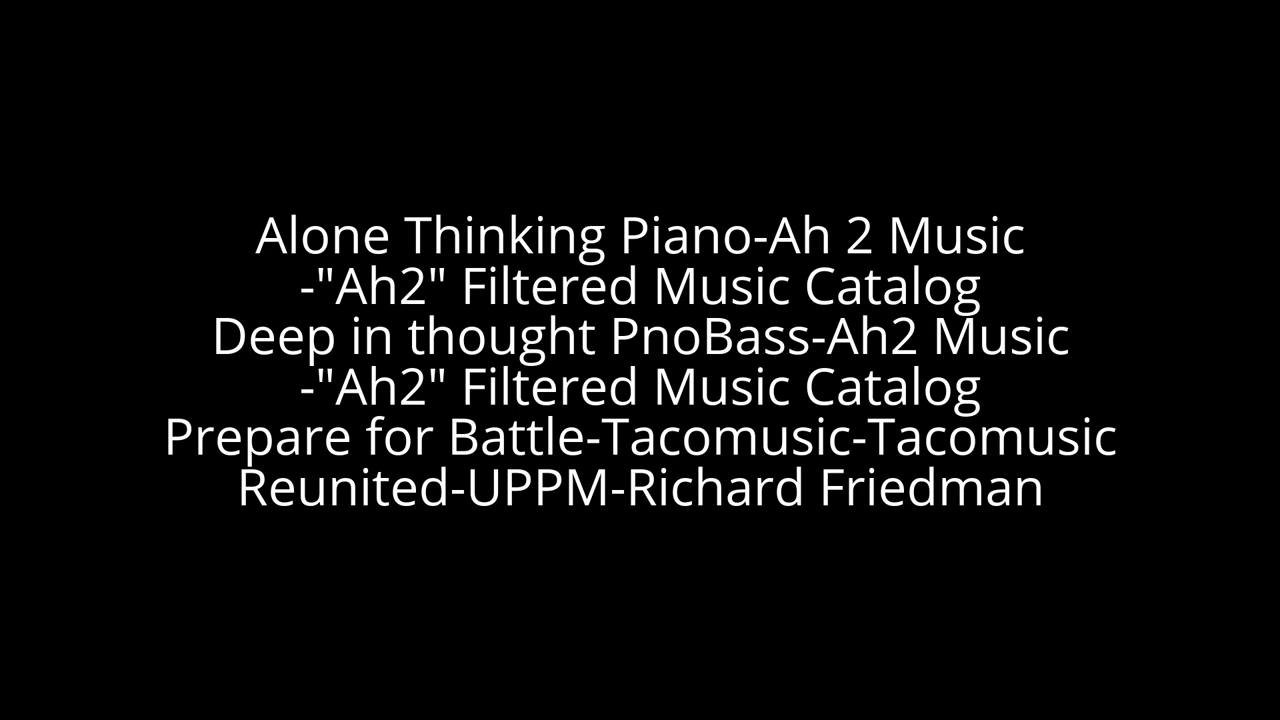 Alone Thinking Piano-Ah 2 Music
-"Ah2" Filtered Music Catalog
Deep in thought PnoBass-Ah2 Music
-"Ah2" Filtered Music Catalog
Prepare for Battle-Tacomusic-Tacomusic
Reunited-UPPM-Richard Friedman